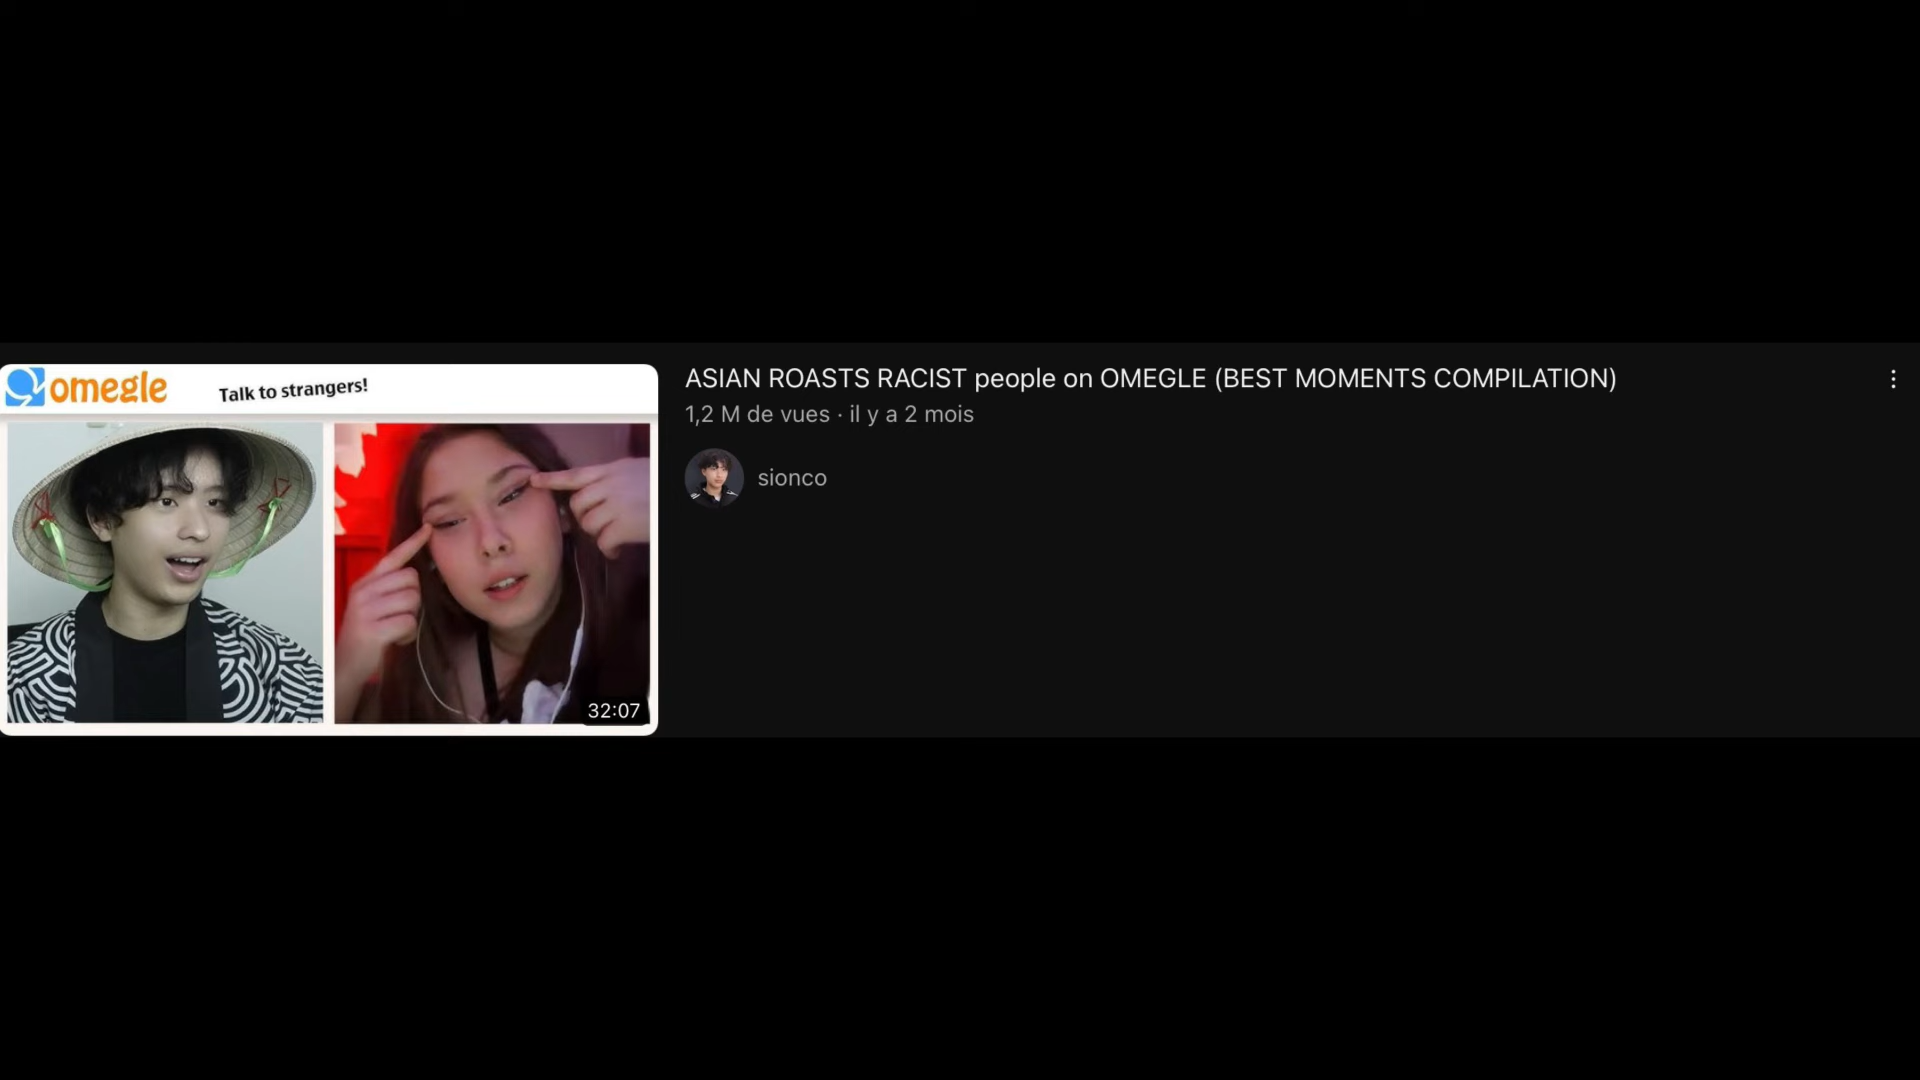 omegle
Talk to strangers!
32:07
ASIAN ROASTS RACIST people on OMEGLE (BEST MOMENTS COMPILATION)
1,2 M de vues · il y a 2 mois
sionco